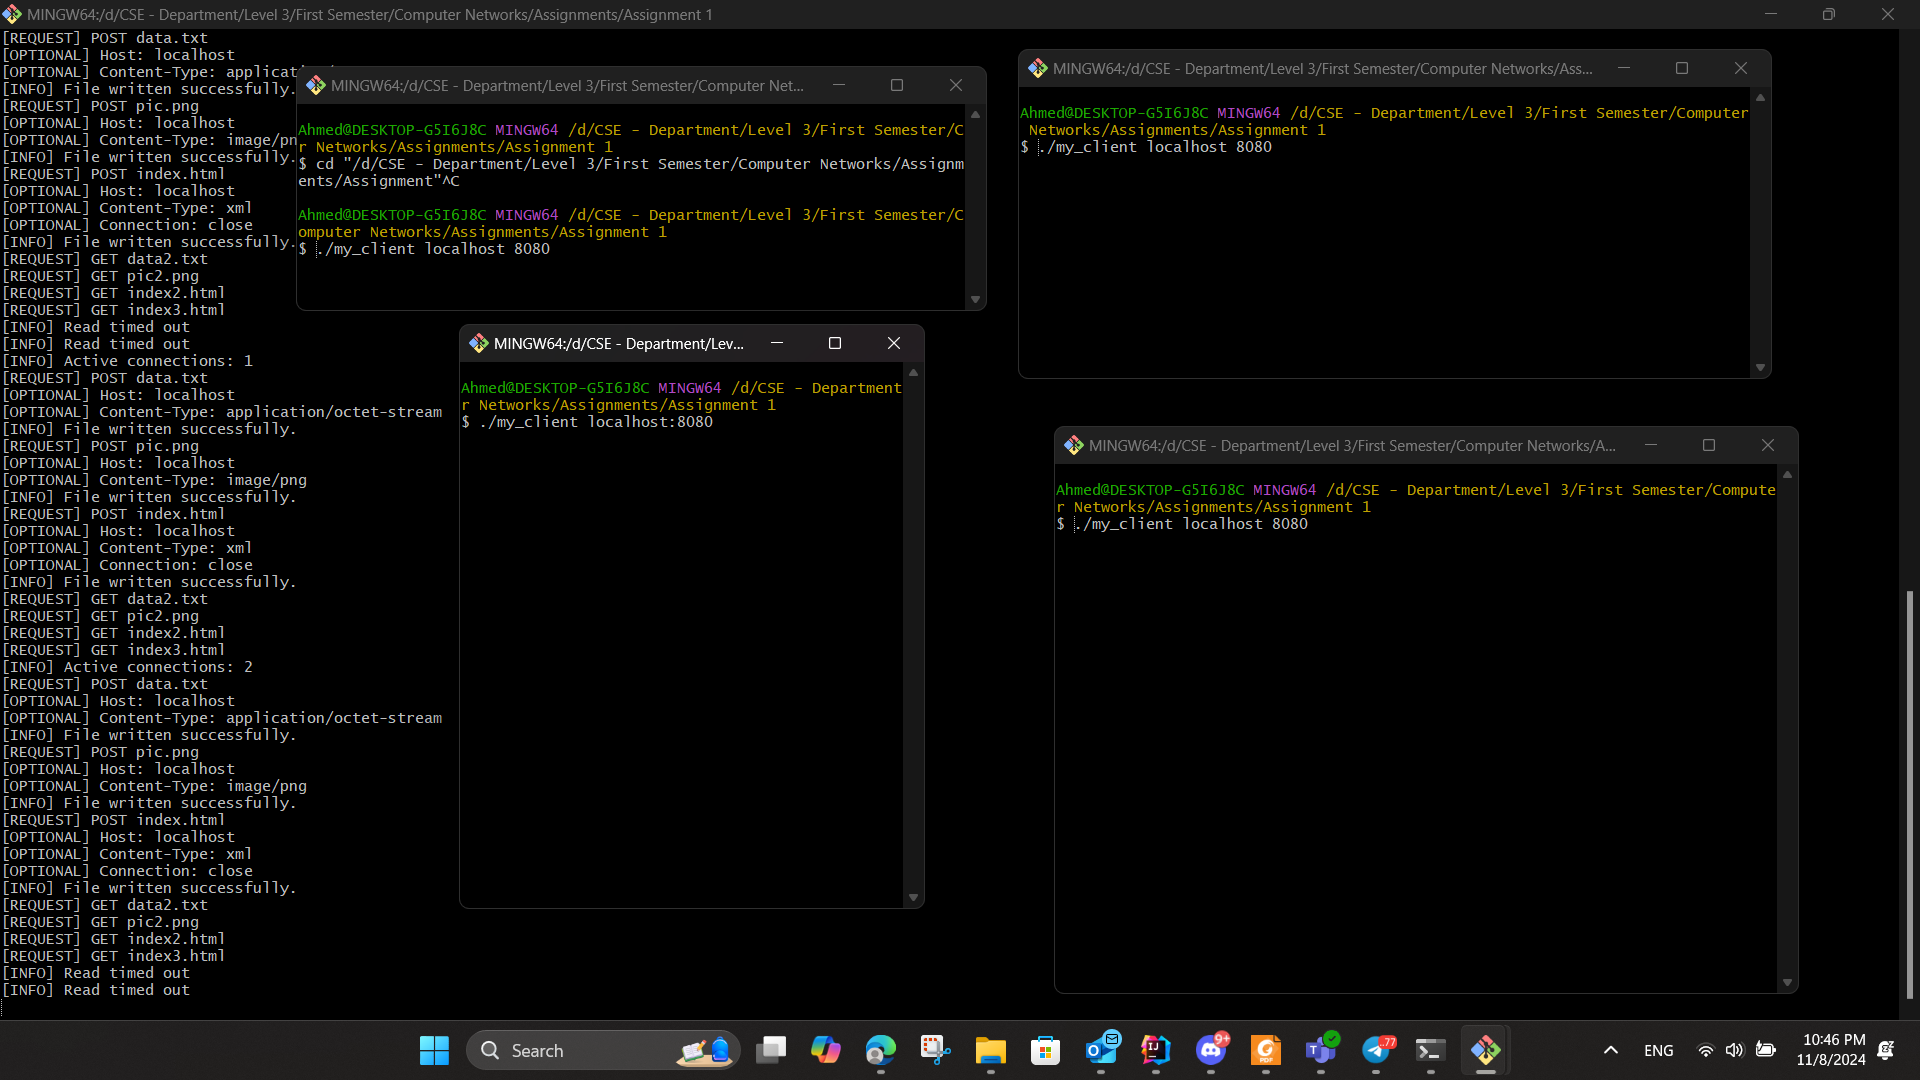 MINGW64:/d/CSE - Department/Level 3/First Semester/Computer Networks/Assignments/Assignment 1
[REQUEST] POST data.txt
[OPTIONAL] Host: localhost
[OPTIONAL] Content-Type: applicat
[INFO] File written successfully.
[REQUEST] POST pic.png
[OPTIONAL] Host: localhost
[OPTIONAL] Content-Type: image/pn
[INFO] File written successfully.
[REQUEST] POST index.html
[OPTIONAL] Host: localhost
[OPTIONAL] Content-Type: xml
[OPTIONAL] Connection: close
[INFO] File written successfully.
[REQUEST] GET data2.txt
[REQUEST] GET pic2.png
[REQUEST] GET index2.html
[REQUEST] GET index3.html
[INFO] Read timed out
[INFO] Read timed out
[INFO] Active connections: 1
[REQUEST] POST data.txt
[OPTIONAL] Host: localhost
[OPTIONAL] Content-Type: application/octet-stream
[INFO] File written successfully.
[REQUEST] POST pic.png
[OPTIONAL] Host: localhost
[OPTIONAL] Content-Type: image/png
[INFO] File written successfully.
[REQUEST] POST index.html
[OPTIONAL] Host: localhost
[OPTIONAL] Content-Type: xml
[OPTIONAL] Connection: close
[INFO] File written successfully.
[REQUEST] GET data2.txt
[REQUEST] GET pic2.png
[REQUEST] GET index2.html
[REQUEST] GET index3.html
[INFO] Active connections: 2
[REQUEST] POST data.txt
[OPTIONAL] Host: localhost
[OPTIONAL] Content-Type: application/octet-stream
[INFO] File written successfully.
[REQUEST] POST pic.png
[OPTIONAL] Host: localhost
[OPTIONAL] Content-Type: image/png
[INFO] File written successfully.
[REQUEST] POST index.html
[OPTIONAL] Host: localhost
[OPTIONAL] Content-Type: xml
[OPTIONAL] Connection: close
[INFO] File written successfully.
[REQUEST] GET data2.txt
[REQUEST] GET pic2.png
[REQUEST] GET index2.html
[REQUEST] GET index3.html
[INFO] Read timed out
[INFO] Read timed out
MINGW64:/d/CSE - Department/Level 3/First Semester/Computer Net...
Ahmed@DESKTOP-G5I6J8C MINGW64 /d/CSE - Department/Level 3/First Semester/C
r Networks/Assignments/Assignment 1
$ cd "/d/CSE - Department/Level 3/First Semester/Computer Networks/Assignm
ents/Assignment"^C
Ahmed@DESKTOP-G5I6J8C MINGW64 /d/CSE - Department/Level 3/First Semester/C
omputer Networks/Assignments/Assignment 1
$ ./my_client localhost 8080
MINGW64:/d/CSE - Department/Lev...
Ahmed@DESKTOP-G5I6J8C MINGW64 /d/CSE - Department
r Networks/Assignments/Assignment 1
$ ./my_client localhost:8080
MINGW64:/d/CSE - Department/Level 3/First Semester/Computer Networks/Ass...
Ahmed@DESKTOP-G5I6J8C MINGW64 /d/CSE - Department/Level 3/First Semester/Computer
Networks/Assignments/Assignment 1
$ ./my_client localhost 8080
MINGW64:/d/CSE - Department/Level 3/First Semester/Computer Networks/A...
Ahmed@DESKTOP-G5I6J8C MINGW64 /d/CSE - Department/Level 3/First Semester/Compute
r Networks/Assignments/Assignment 1
$ ./my_client localhost 8080
Search
9+
77
ENG
10:46 PM
11/8/2024